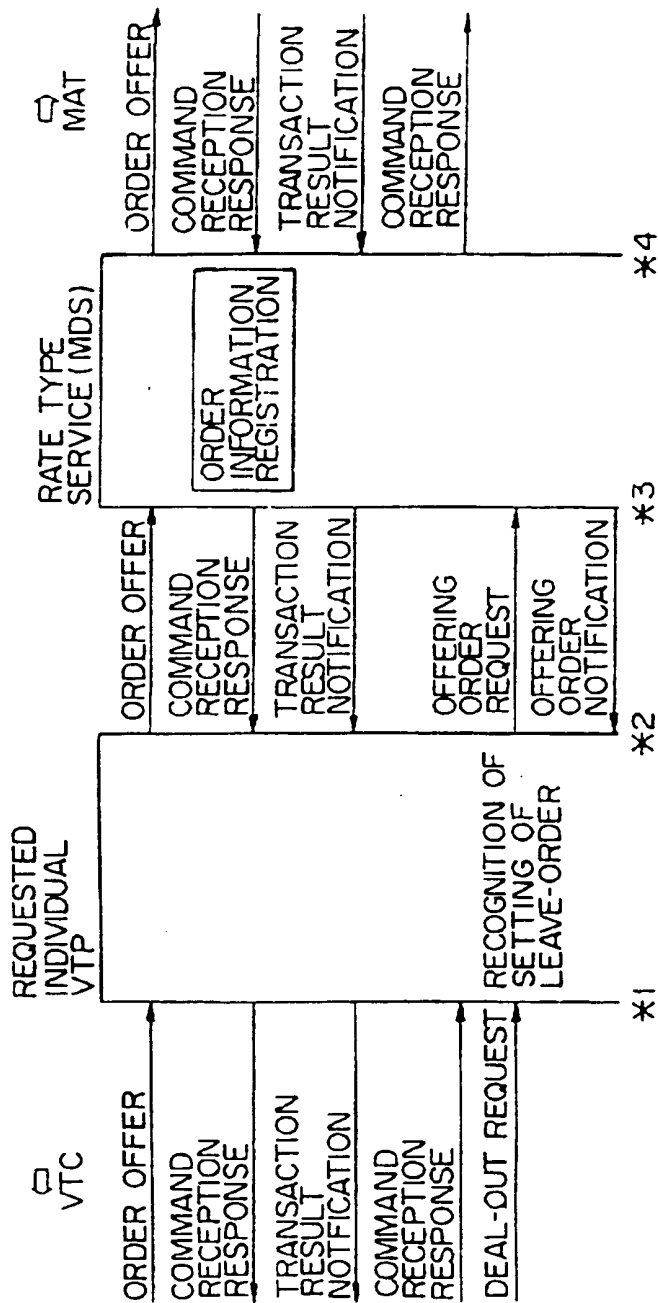 VTC
REQUESTED
INDIVIDUAL
VTP
RATE TYPE
SERVICE (MDS)
MAT
ORDER OFFER
COMMAND
RECEPTION
RESPONSE
TRANSACTION
RESULT
NOTFICATION
COMMAND
RECEPTION
RESPONSE
DEAL-OUT REQUEST
RECOGNITION OF
SETTING OF
LEAVE-ORDER
ORDER OFFER
COMMAND
RECEPTION
RESPONSE
TRANSACTION
RESULT
NOTIFICATION
OFFERING
ORDER
REQUEST
OFFERING
ORDER
NOTIFICATION
ORDER
INFORMATION
REGISTRATION
ORDER OFFER
COMMAND
RECEPTION
RESPONSE
TRANSACTION
RESULT
NOTIFICATION
COMMAND
RECEPTION
RESPONSE
*1
*2
*3
*4